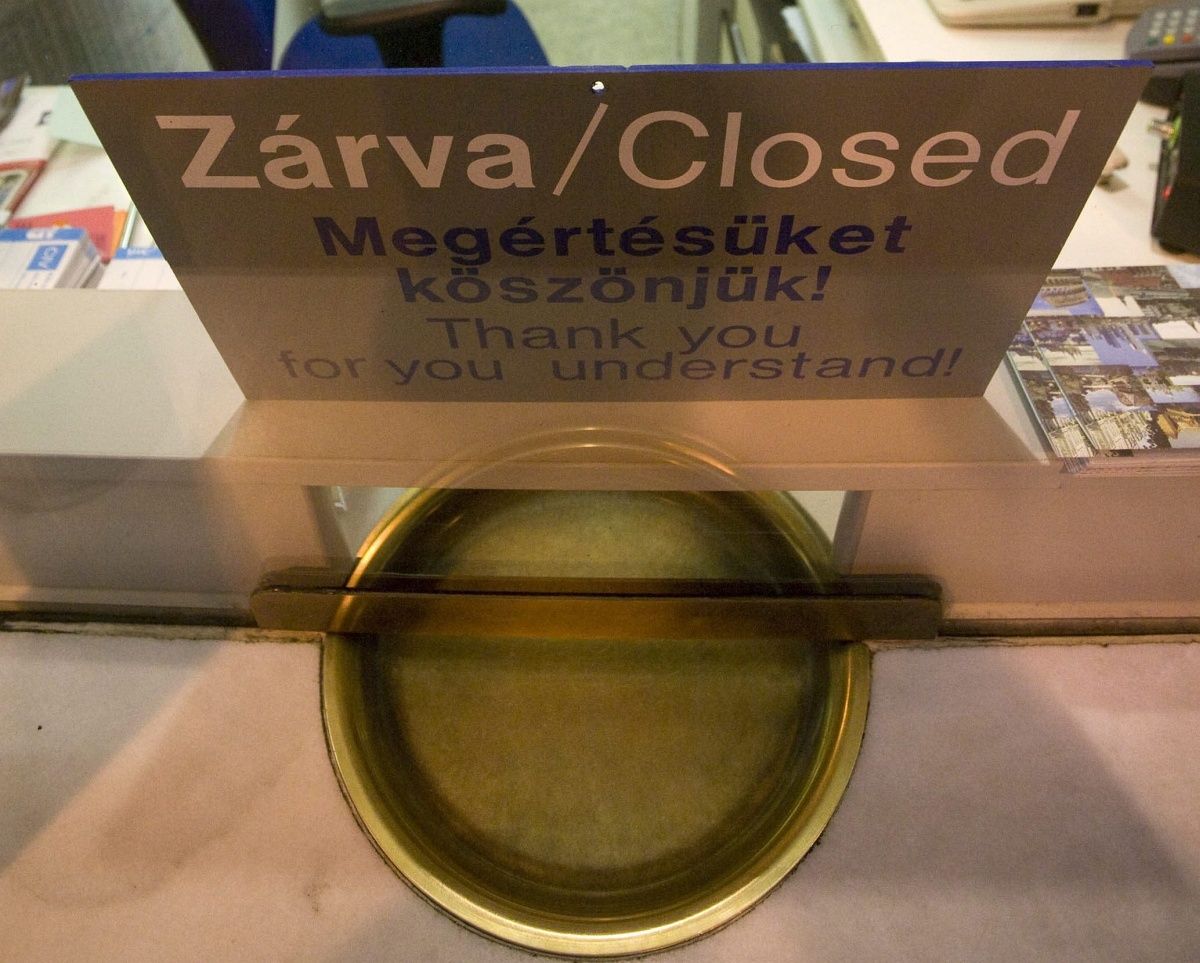 Zárva/Closed
Megértésüket
köszönjük!
Thank you
for you understand!